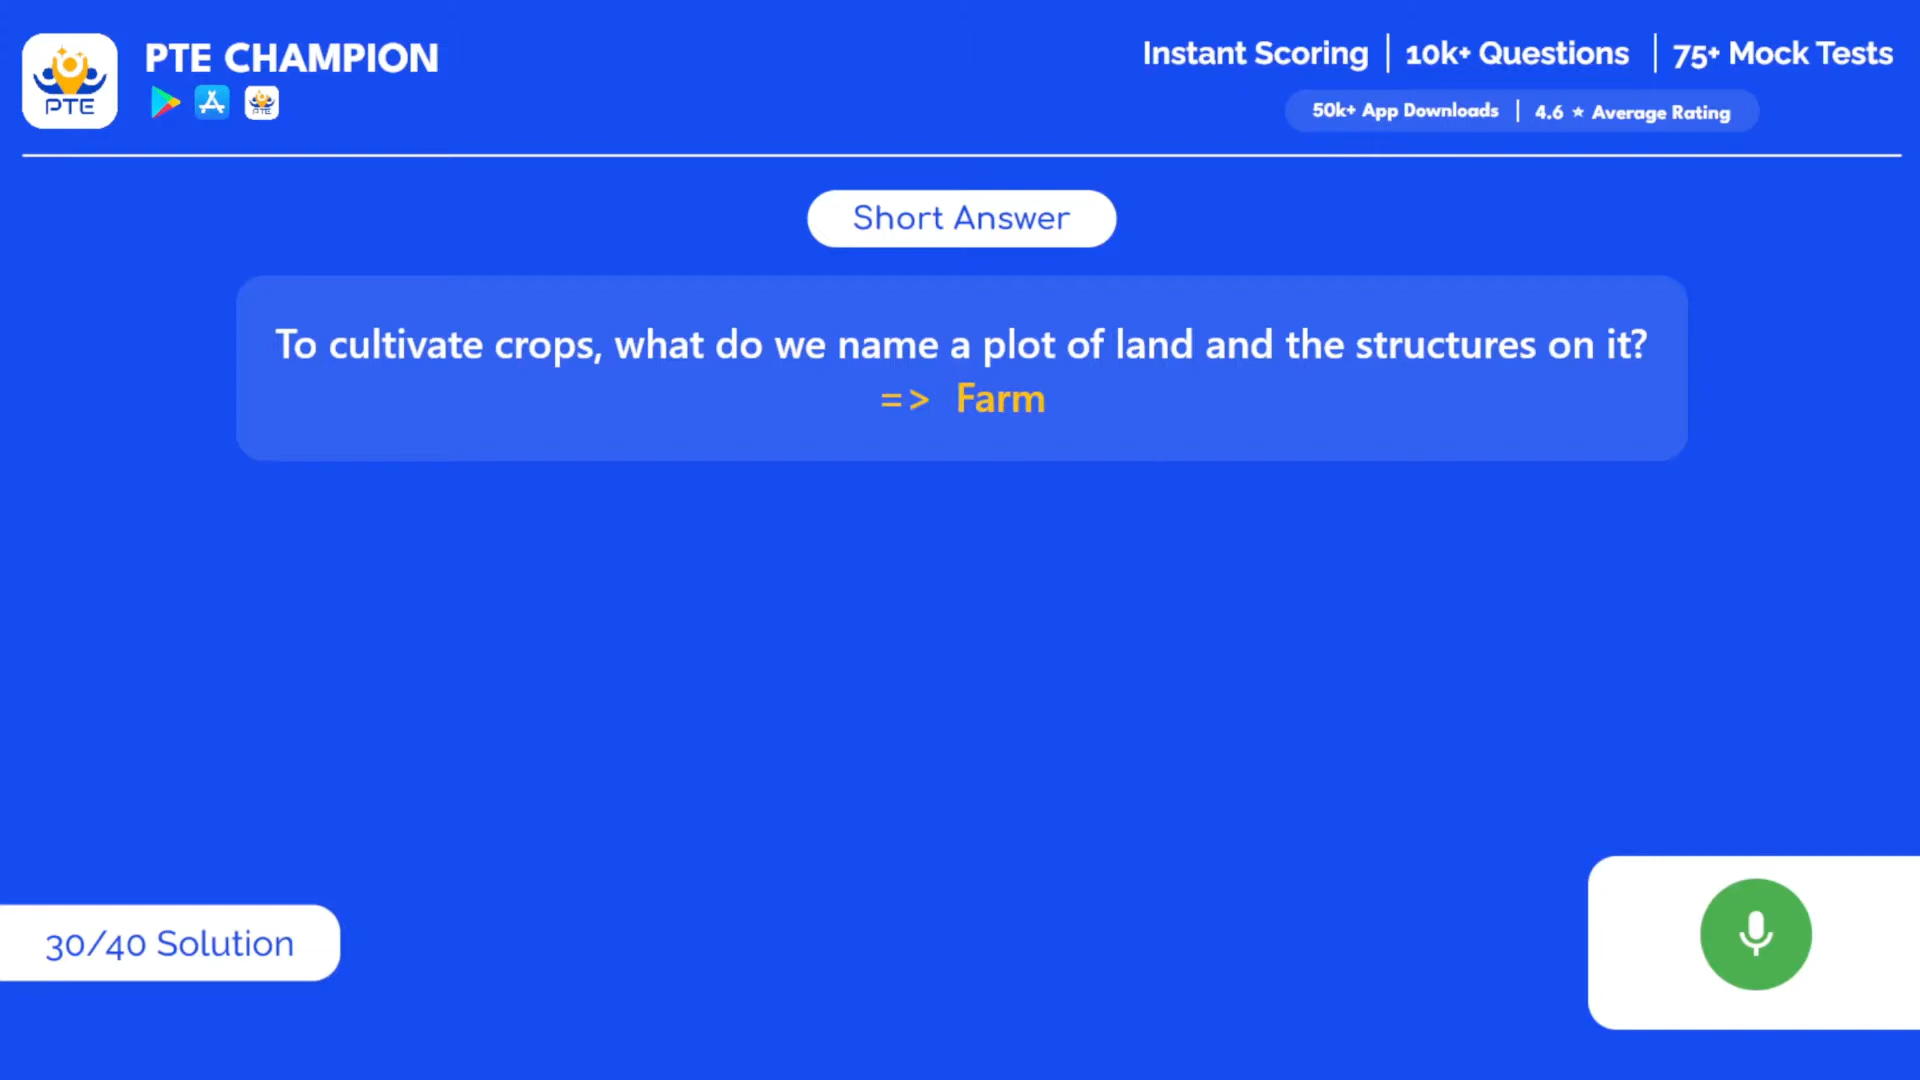 PTE CHAMPION
PTE
PTE
Instant Scoring | 10k+ Questions | 75+ Mock Tests
50k+ App Downloads | 4.6 ★ Average Rating
Short Answer
To cultivate crops, what do we name a plot of land and the structures on it?
=> Farm
30/40 Solution